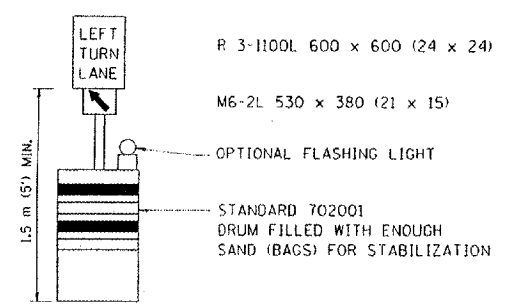 LEFT
TURN
LANE
R 3-I100L 600 x 600 (24 x 24)
M6-2L 530 x 380 (21 x 15)
OPTIONAL FLASHING LIGHT
1.5 m (5') MIN.
STANDARD 702001
DRUM FILLED WITH ENOUGH
SAND (BAGS) FOR STABILIZATION